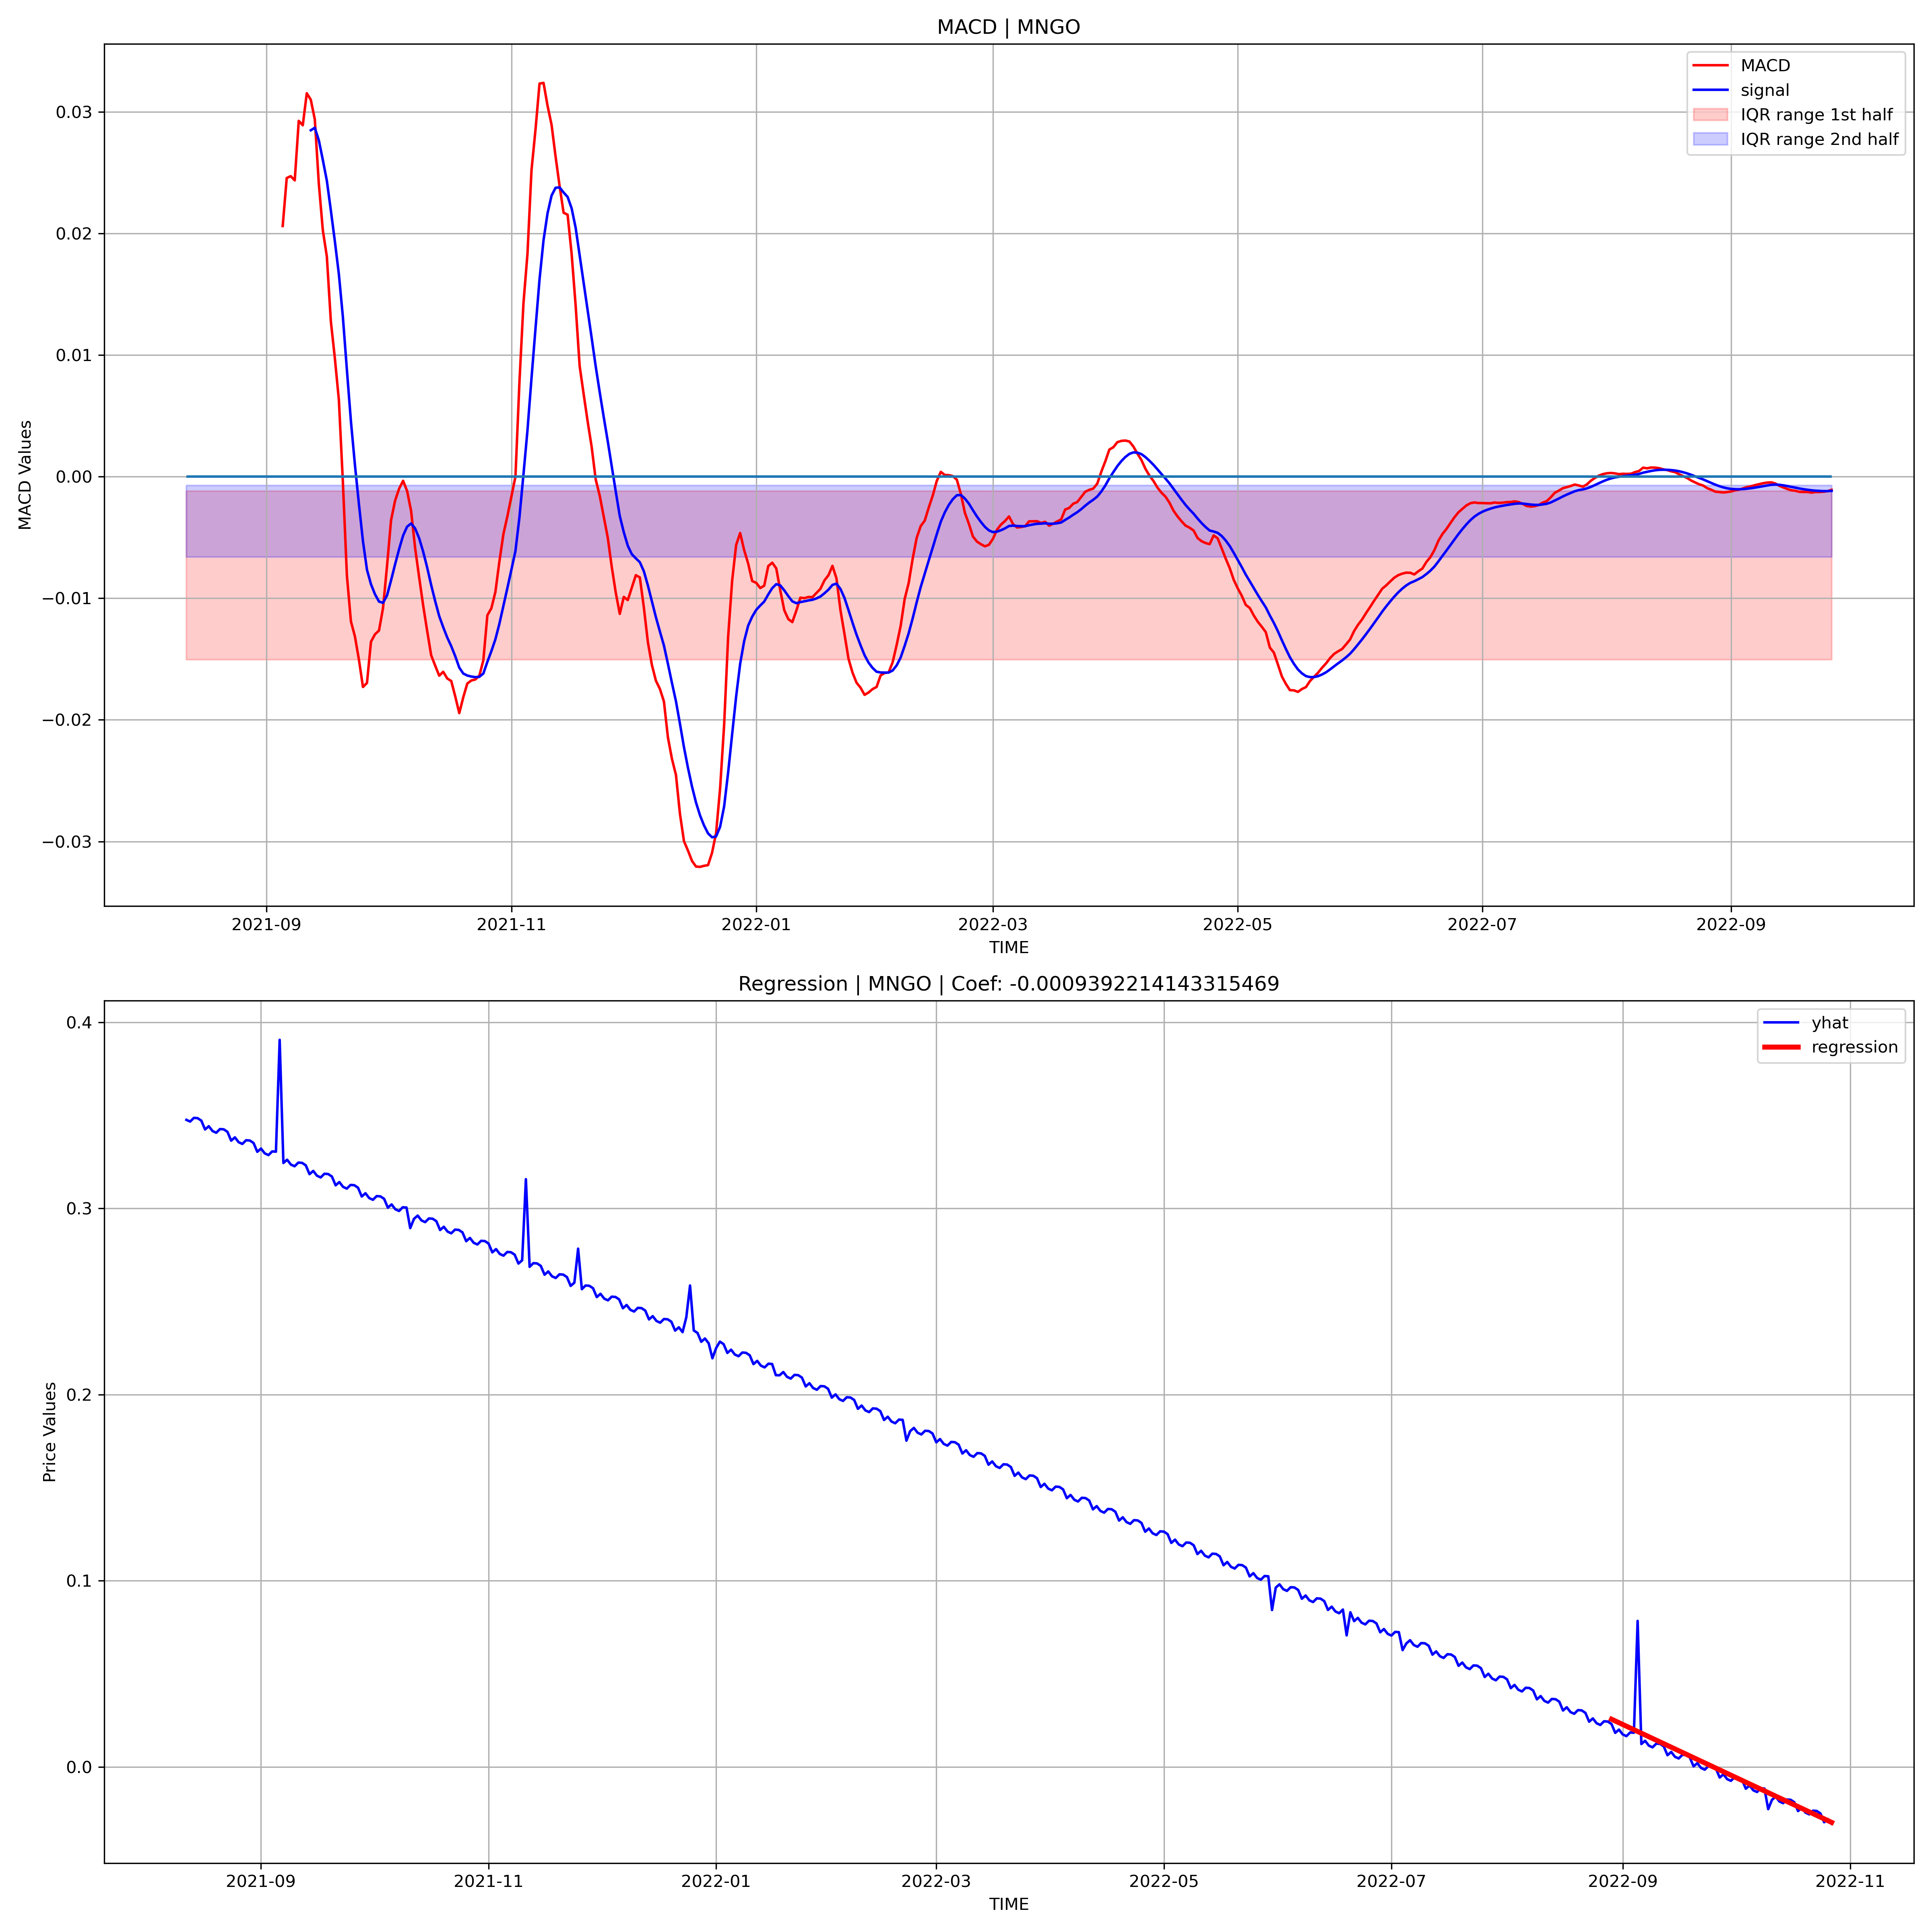 MACD | MNGO
MACD
signal
IQR range 1st half
IQR range 2nd half
0.03
0.02
0.01
0.00
−0.01
−0.02
−0.03
MACD Values
2021-09 2021-11 2022-01 2022-03 2022-05 2022-07 2022-09
TIME
Regression | MNGO | Coef: -0.0009392214143315469
yhat
regression
0.4
0.3
0.2
0.1
0.0
Price Values
2021-09 2021-11 2022-01 2022-03 2022-05 2022-07 2022-09 2022-11
TIME